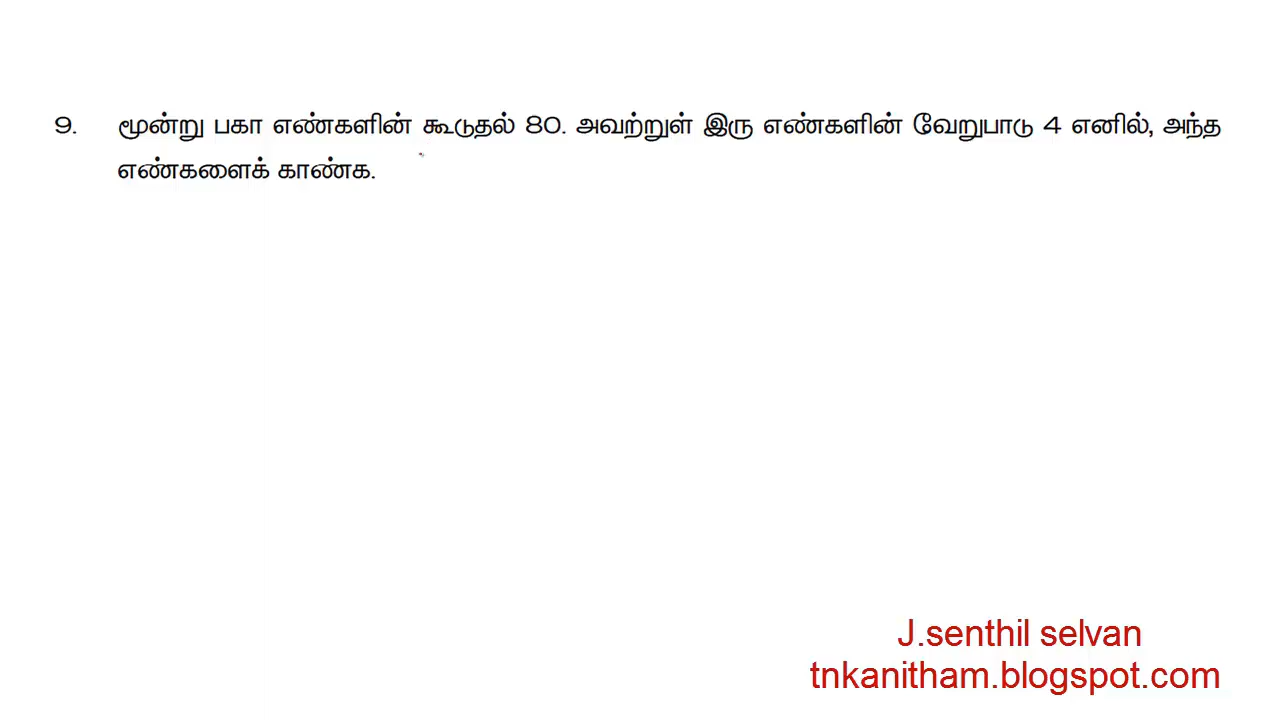 9. மூன்று பகா எண்களின் கூடுதல் 80. அவற்றுள் இரு எண்களின் வேறுபாடு 4 எனில், அந்த
எண்களைக் காண்க.
J.senthil selvan
tnkanitham.blogspot.com